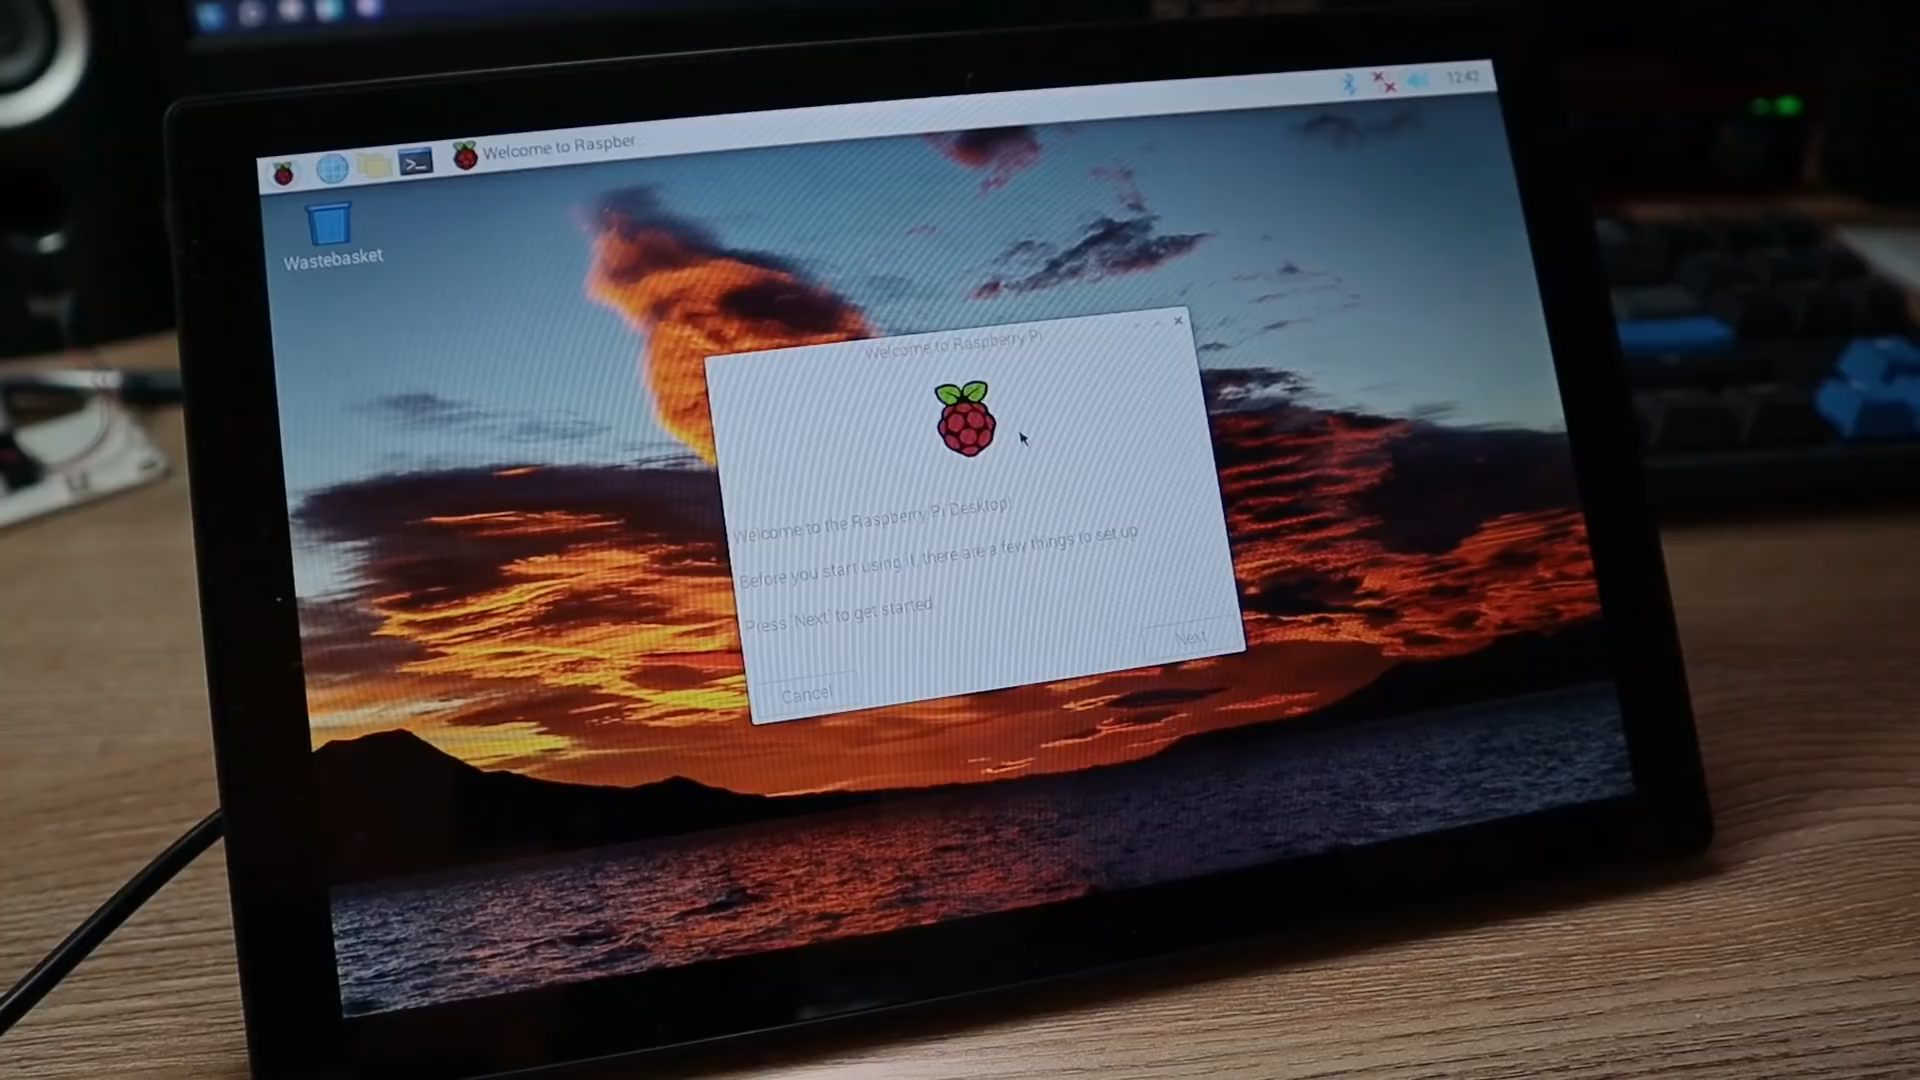 Welcome to Raspber
12:42
Wastebasket
Welcome to Raspberry Pi
Welcome to the Raspberry Pi Desktop!
Before you start using it, there are a few things to set up.
Press 'Next' to get started.
Cancel
Next